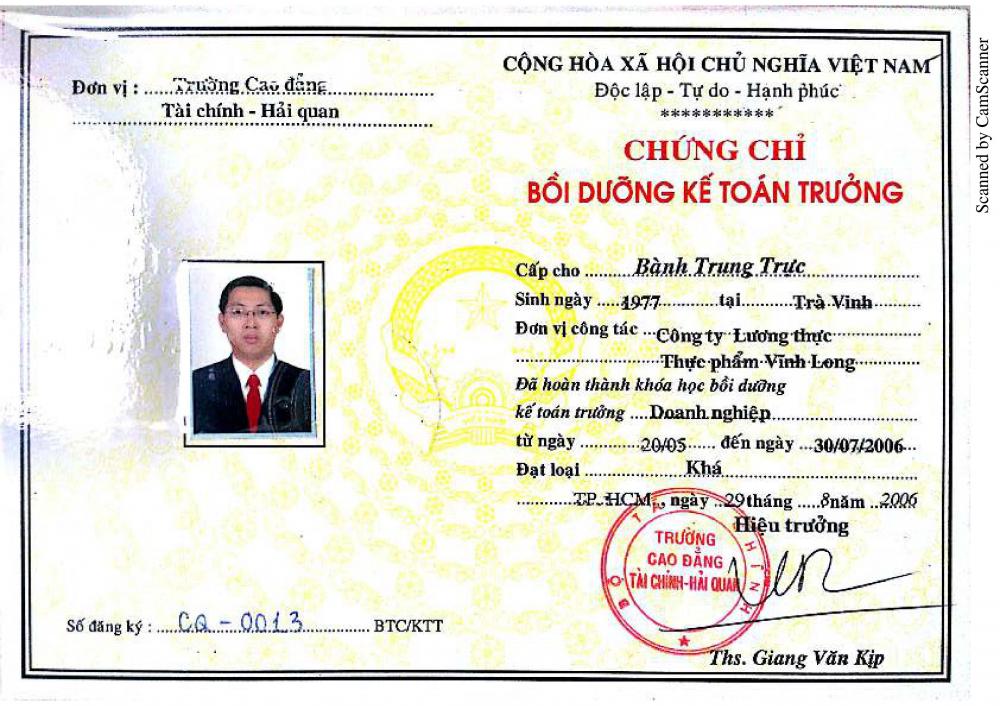 Đơn vị : ..... Trường Cao đẳng
Tài chính - Hải quan
CỘNG HÒA XÃ HỘI CHỦ NGHĨA VIỆT NAM
Độc lập - Tự do - Hạnh phúc
***********
CHỨNG CHỈ
BỒI DƯỠNG KẾ TOÁN TRƯỞNG
Cấp cho ........ Bành Trung Trực
Sinh ngày .....1977.............tại...........Trà Vinh
Đơn vị công tác ...Công ty Lương thực
Thực phẩm Vĩnh Long
Đã hoàn thành khóa học bồi dưỡng
kế toán trưởng ....Doanh nghiệp
từ ngày ............20/05...... đến ngày ....30/07/2006...
Đạt loại .................... Khá
TP. HCM., ngày ..29tháng .....8năm ...2006
Hiệu trưởng
BỘ TÀI CHÍNH
TRƯỜNG
CAO ĐẲNG
TÀI CHÍNH-HẢI QUAN
Ths. Giang Văn Kịp
Số đăng ký : ....CQ - 0013............ BTC/KTT
Scanned by CamScanner